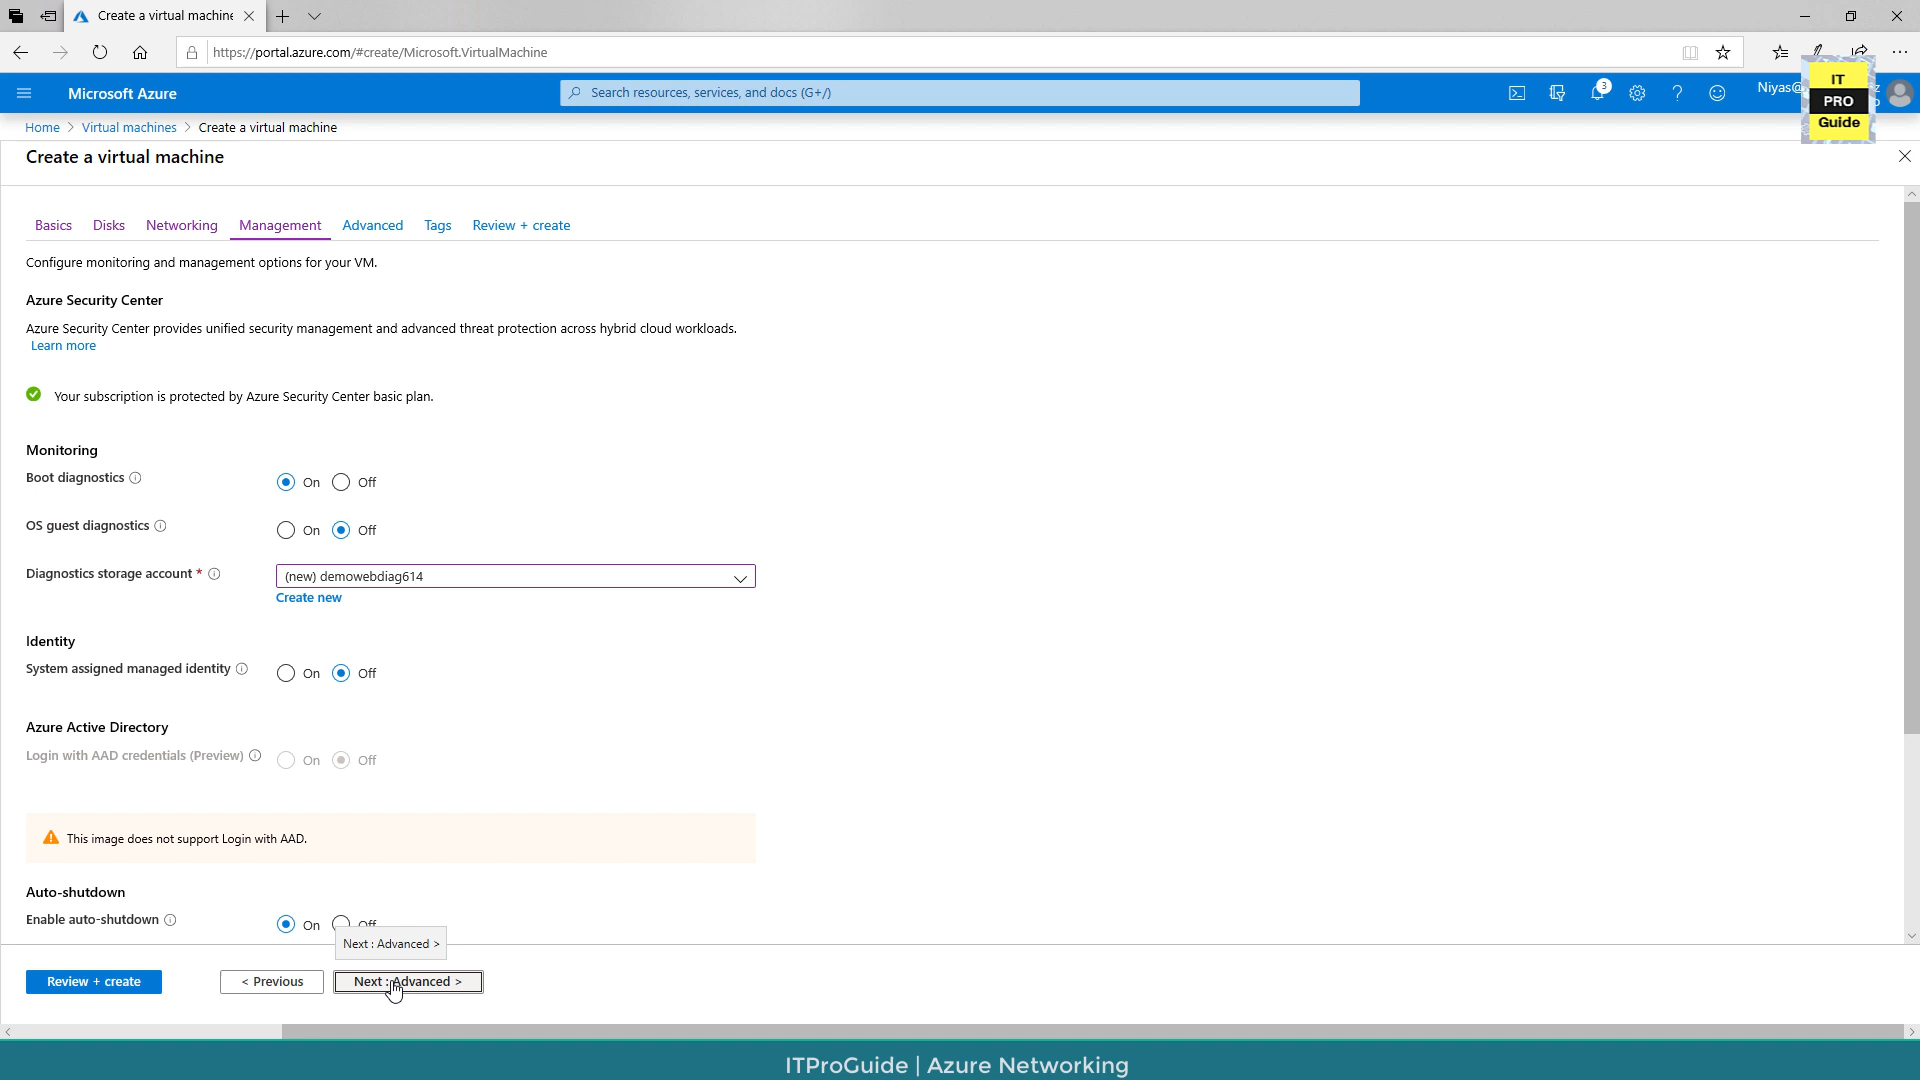 Create a virtual machine
https://portal.azure.com/#create/Microsoft.VirtualMachine
Microsoft Azure
Search resources, services, and docs (G+/)
3
Niyas@
IT
PRO
Guide
Home > Virtual machines > Create a virtual machine
Create a virtual machine
Basics Disks Networking Management Advanced Tags Review + create
Configure monitoring and management options for your VM.
Azure Security Center
Azure Security Center provides unified security management and advanced threat protection across hybrid cloud workloads.
Learn more
Your subscription is protected by Azure Security Center basic plan.
Monitoring
Boot diagnostics On Off
OS guest diagnostics On Off
Diagnostics storage account * (new) demowebdiag614
Create new
Identity
System assigned managed identity On Off
Azure Active Directory
Login with AAD credentials (Preview) On Off
This image does not support Login with AAD.
Auto-shutdown
Enable auto-shutdown On Off
Next : Advanced >
Review + create < Previous Next : Advanced >
ITProGuide | Azure Networking